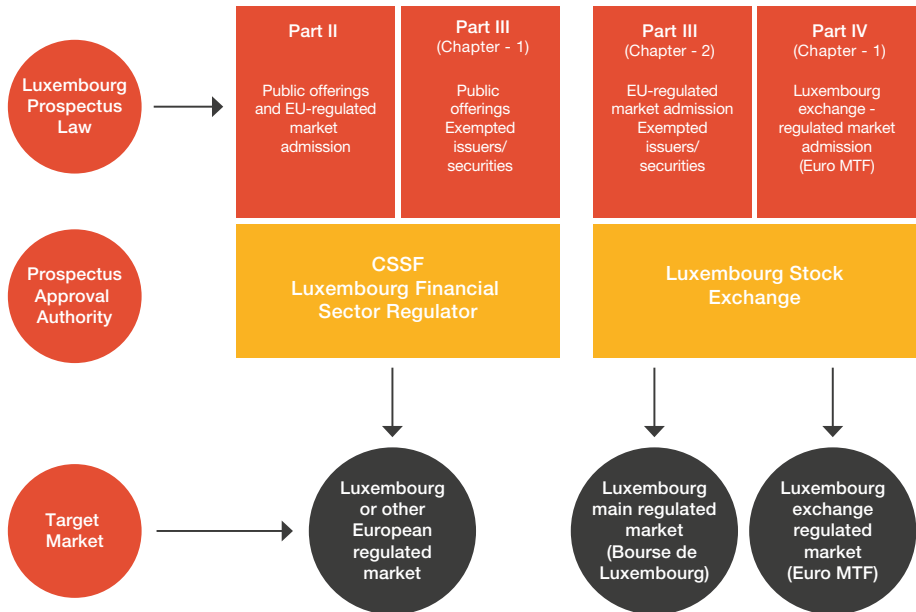 Luxembourg
Prospectus
Law
Part II
Public offerings
and EU-regulated
market
admission
Part III
(Chapter - 1)
Public
offerings
Exempted
issuers/
securities
Part III
(Chapter - 2)
EU-regulated
market admission
Exempted
issuers/
securities
Part IV
(Chapter - 1)
Luxembourg
exchange -
regulated market
admission
(Euro MTF)
Prospectus
Approval
Authority
CSSF
Luxembourg Financial
Sector Regulator
Luxembourg Stock
Exchange
Target
Market
Luxembourg
or other
European
regulated
market
Luxembourg
main regulated
market
(Bourse de
Luxembourg)
Luxembourg
exchange
regulated
market
(Euro MTF)